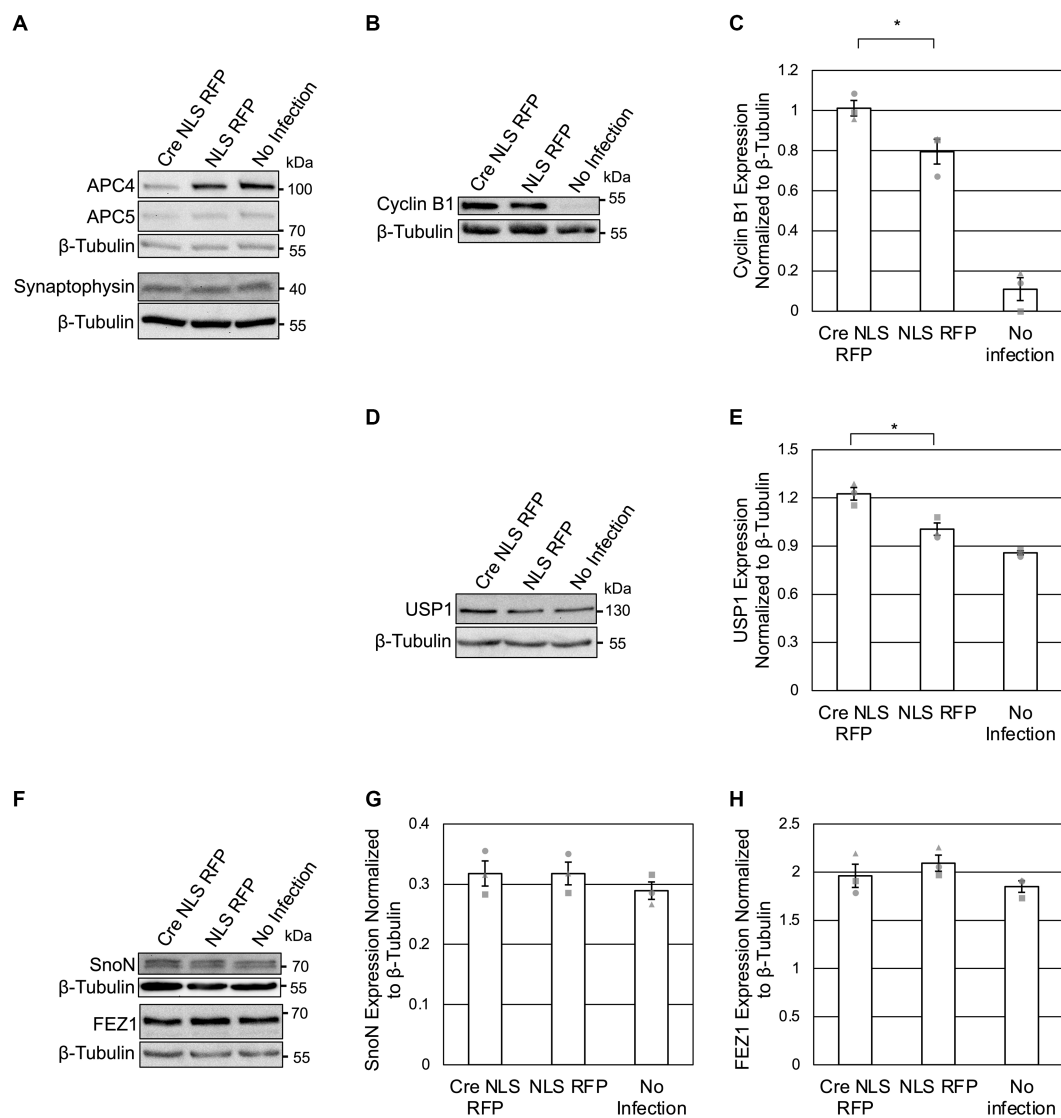 A
Cre NLS RFP
NLS RFP
No Infection
kDa
APC4
100
APC5
70
β-Tubulin
55
Synaptophysin
40
β-Tubulin
55
B
Cre NLS RFP
NLS RFP
No Infection
kDa
Cyclin B1
55
β-Tubulin
55
C
*
Cyclin B1 Expression
Normalized to β-Tubulin
1.2
1
0.8
0.6
0.4
0.2
0
Cre NLS
RFP
NLS RFP
No
infection
D
Cre NLS RFP
NLS RFP
No Infection
kDa
USP1
130
β-Tubulin
55
E
*
USP1 Expression
Normalized to β-Tubulin
1.5
1.2
0.9
0.6
0.3
0
Cre NLS
RFP
NLS RFP
No
Infection
F
Cre NLS RFP
NLS RFP
No Infection
kDa
SnoN
70
β-Tubulin
55
FEZ1
70
β-Tubulin
55
G
SnoN Expression Normalized
to β-Tubulin
0.4
0.3
0.2
0.1
0
Cre NLS
RFP
NLS RFP
No
Infection
H
FEZ1 Expression Normalized
to β-Tubulin
2.5
2
1.5
1
0.5
0
Cre NLS
RFP
NLS RFP
No
infection